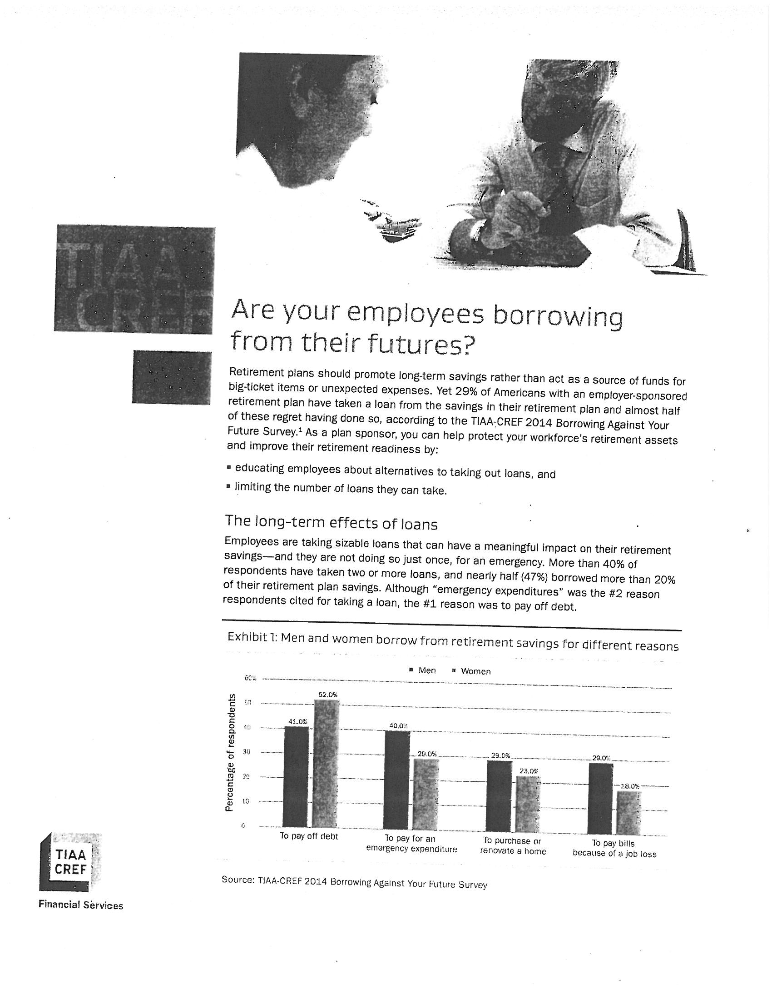 TIAA
CREF
Are your employees borrowing
from their futures?
Retirement plans should promote long-term savings rather than act as a source of funds for
big-ticket items or unexpected expenses. Yet 29% of Americans with an employer-sponsored
retirement plan have taken a loan from the savings in their retirement plan and almost half
of these regret having done so, according to the TIAA-CREF 2014 Borrowing Against Your
Future Survey.¹ As a plan sponsor, you can help protect your workforce's retirement assets
and improve their retirement readiness by:
▪ educating employees about alternatives to taking out loans, and
▪ limiting the number of loans they can take.
The long-term effects of loans
Employees are taking sizable loans that can have a meaningful impact on their retirement
savings—and they are not doing so just once, for an emergency. More than 40% of
respondents have taken two or more loans, and nearly half (47%) borrowed more than 20%
of their retirement plan savings. Although “emergency expenditures” was the #2 reason
respondents cited for taking a loan, the #1 reason was to pay off debt.
Exhibit 1: Men and women borrow from retirement savings for different reasons
▪ Men ▪ Women
Percentage of respondents
60%
50
40
30
20
10
0
41.0% 52.0%
40.0% 29.0%
29.0% 23.0%
29.0% 18.0%
To pay off debt
To pay for an
emergency expenditure
To purchase or
renovate a home
To pay bills
because of a job loss
Source: TIAA-CREF 2014 Borrowing Against Your Future Survey
TIAA
CREF
Financial Services